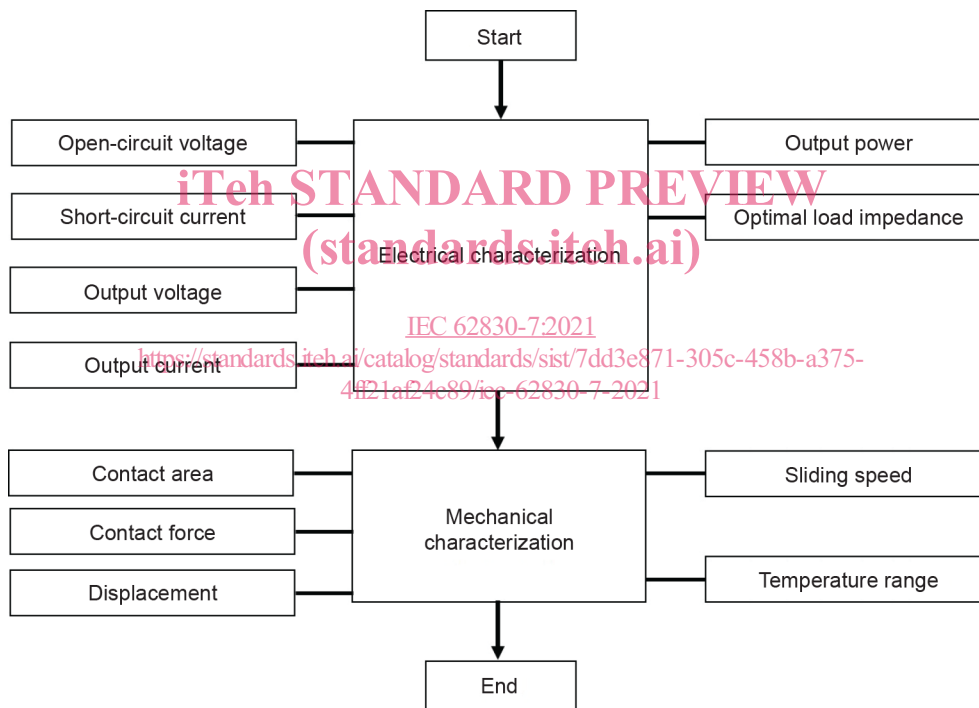 Start
Open-circuit voltage
Output power
iTeh STANDARD PREVIEW
Short-circuit current
Optimal load impedance
(standards.iteh.ai)
Electrical characterization
Output voltage
IEC 62830-7:2021
Output current
https://standards.iteh.ai/catalog/standards/sist/7dd3e871-305c-458b-a375-
4ff21af24c89/iec-62830-7-2021
Contact area
Sliding speed
Contact force
Mechanical
characterization
Displacement
Temperature range
End